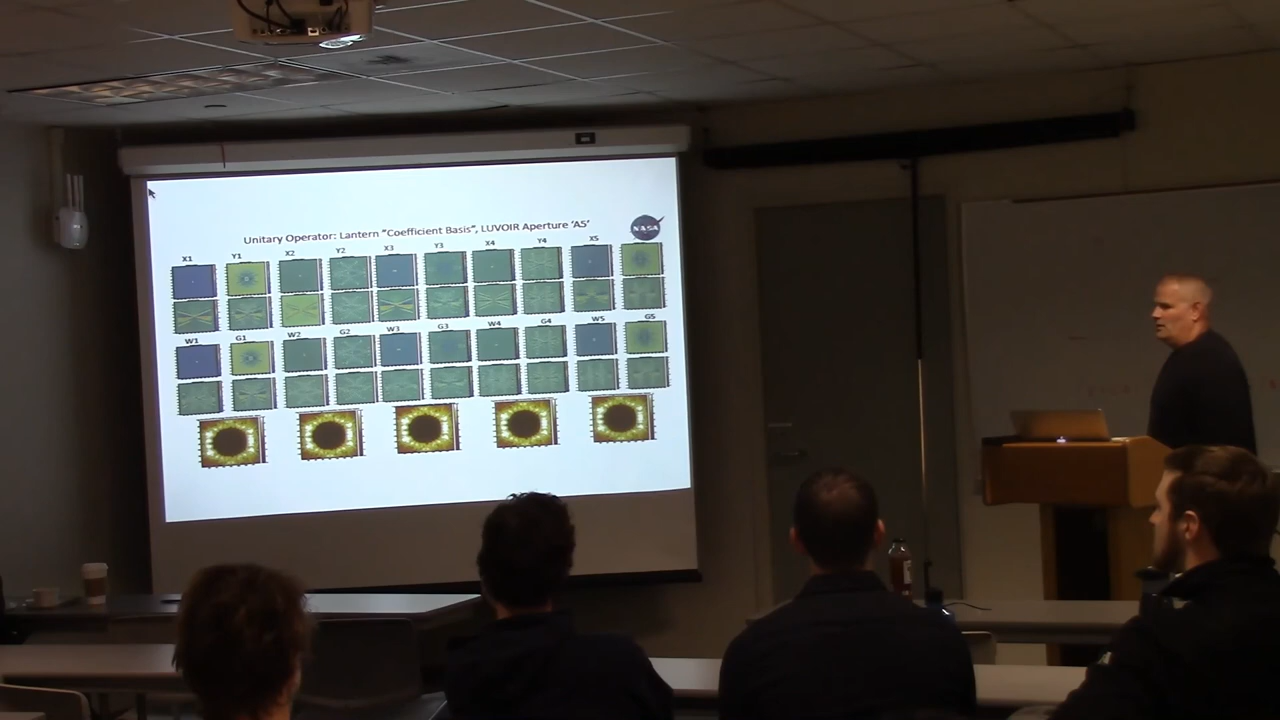 Unitary Operator: Lantern "Coefficient Basis", LUVOIR Aperture 'A5'
NASA
X1 Y1 X2 Y2 X3 Y3 X4 Y4 X5
W1 G1 W2 G2 W3 G3 W4 G4 W5 G5